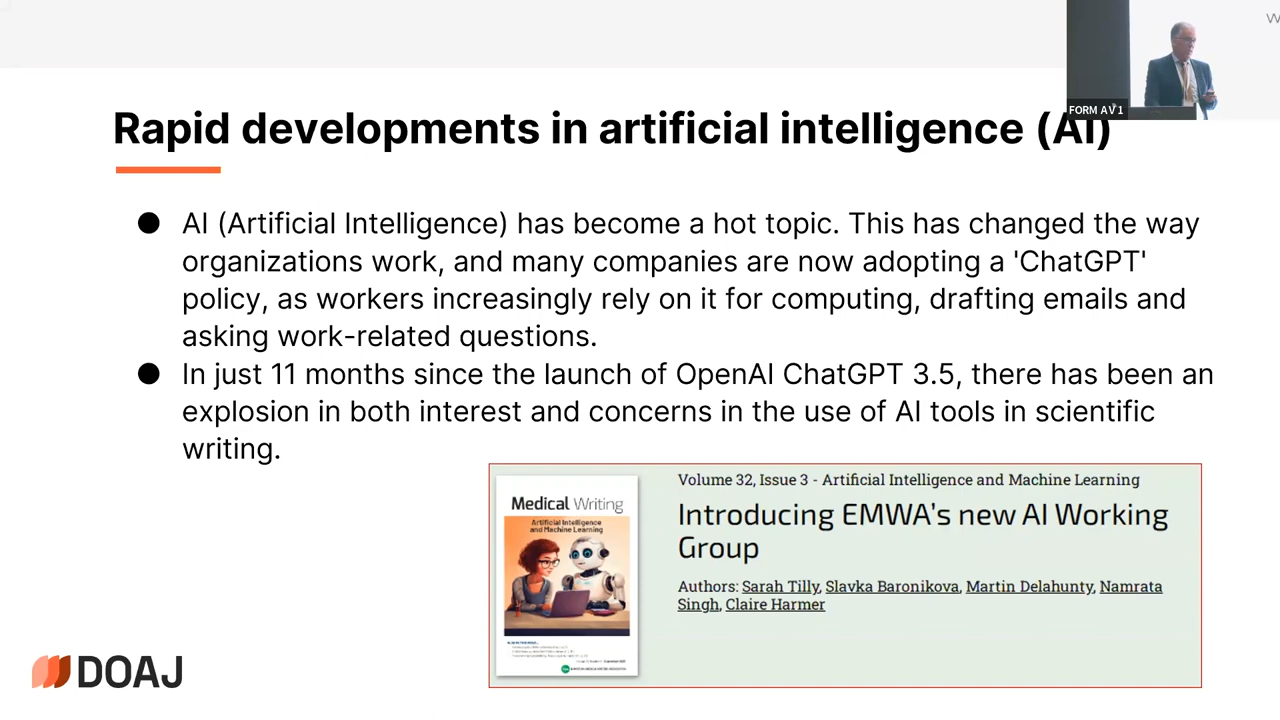 W
FORM AV 1
Rapid developments in artificial intelligence (AI)
● AI (Artificial Intelligence) has become a hot topic. This has changed the way
organizations work, and many companies are now adopting a 'ChatGPT'
policy, as workers increasingly rely on it for computing, drafting emails and
asking work-related questions.
● In just 11 months since the launch of OpenAI ChatGPT 3.5, there has been an
explosion in both interest and concerns in the use of AI tools in scientific
writing.
Medical Writing
Artificial Intelligence
and Machine Learning
Volume 32, Issue 3 - Artificial Intelligence and Machine Learning
Introducing EMWA's new AI Working
Group
Authors: Sarah Tilly, Slavka Baronikova, Martin Delahunty, Namrata
Singh, Claire Harmer
DOAJ